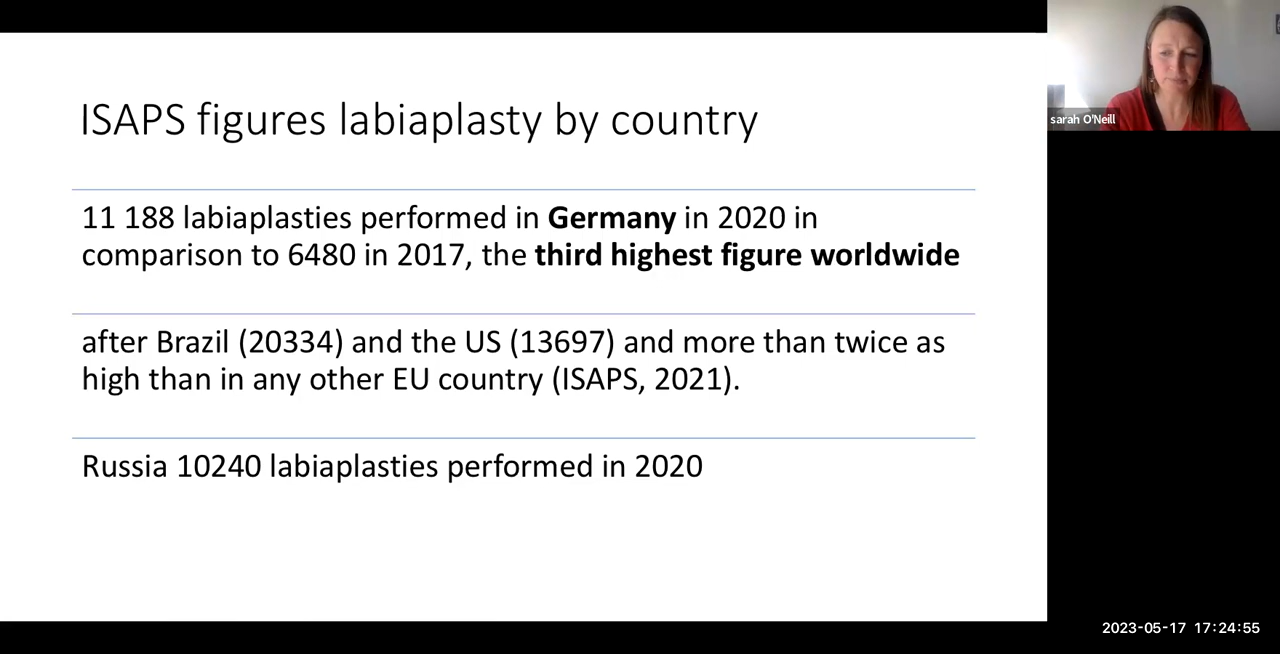 ISAPS figures labiaplasty by country
11 188 labiaplasties performed in Germany in 2020 in
comparison to 6480 in 2017, the third highest figure worldwide
after Brazil (20334) and the US (13697) and more than twice as
high than in any other EU country (ISAPS, 2021).
Russia 10240 labiaplasties performed in 2020
sarah O'Neill
2023-05-17 17:24:55